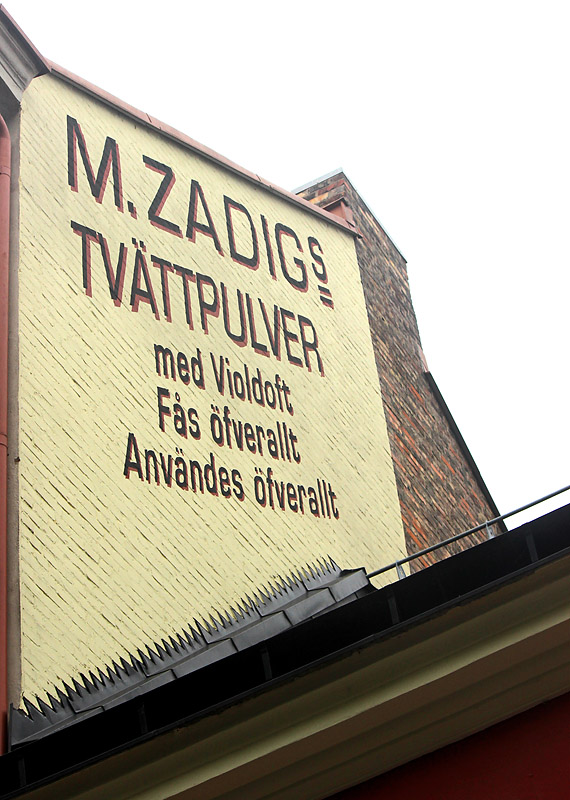 M. ZADIGs
TVÄTTPULVER
med Violdoft
Fås öfverallt
Användes öfverallt